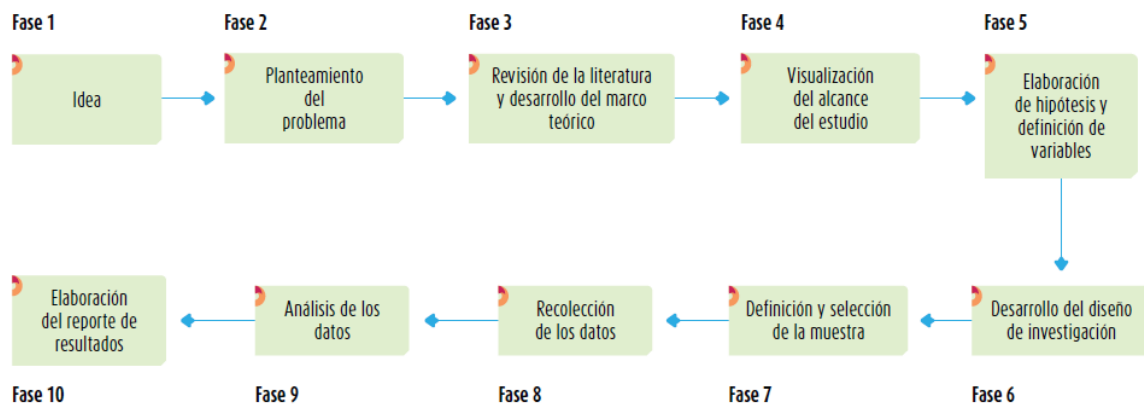 Fase 1
Idea
Fase 2
Planteamiento
del
problema
Fase 3
Revisión de la literatura
y desarrollo del marco
teórico
Fase 4
Visualización
del alcance
del estudio
Fase 5
Elaboración
de hipótesis y
definición de
variables
Desarrollo del diseño
de investigación
Fase 6
Definición y selección
de la muestra
Fase 7
Recolección
de los datos
Fase 8
Análisis de los
datos
Fase 9
Elaboración
del reporte de
resultados
Fase 10